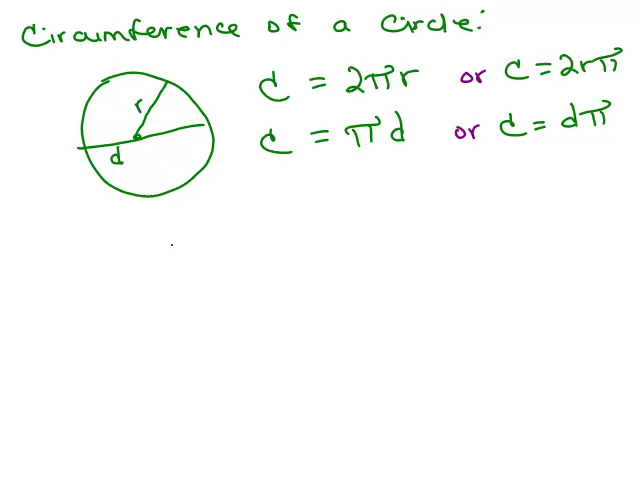 Circumference of a Circle:
C = 2πr or C = 2rπ
C = πd or C = dπ
r
d